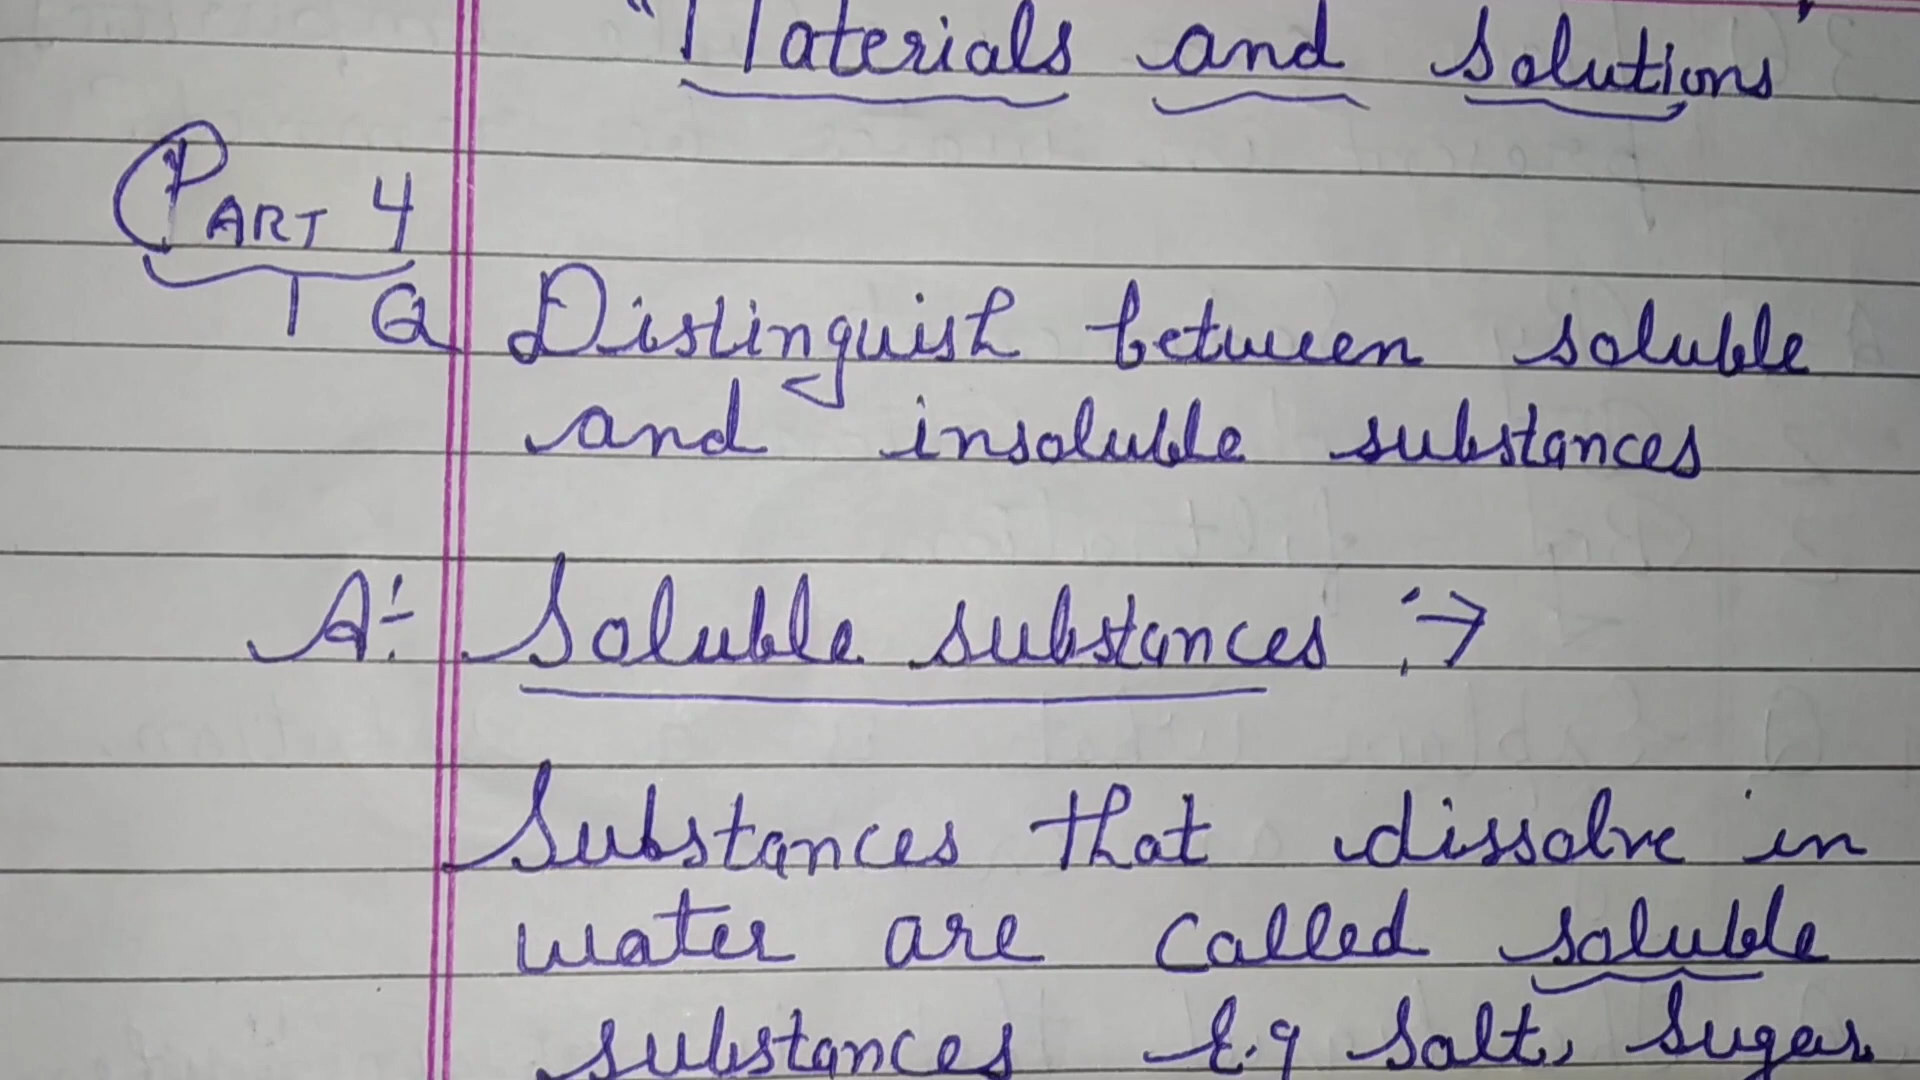 "Materials and Solutions"
PART 4
Q Distinguish between soluble
and insoluble substances
A:- Soluble substances :→
Substances that dissolve in
water are called soluble
substances E.g Salt, Sugar